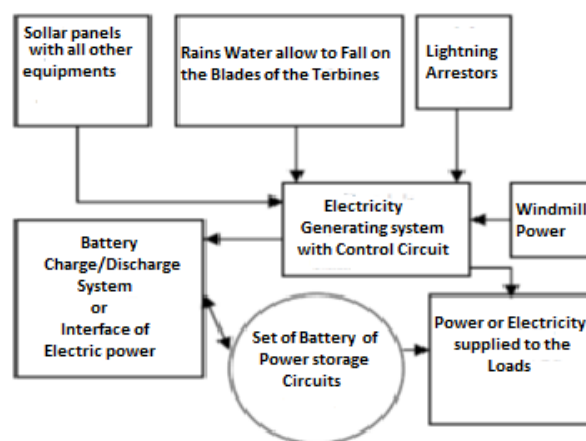 Sollar panels
with all other
equipments
Rains Water allow to Fall on
the Blades of the Terbines
Lightning
Arrestors
Electricity
Generating system
with Control Circuit
Windmill
Power
Battery
Charge/Discharge
System
or
Interface of
Electric power
Set of Battery of
Power storage
Circuits
Power or Electricity
supplied to the
Loads